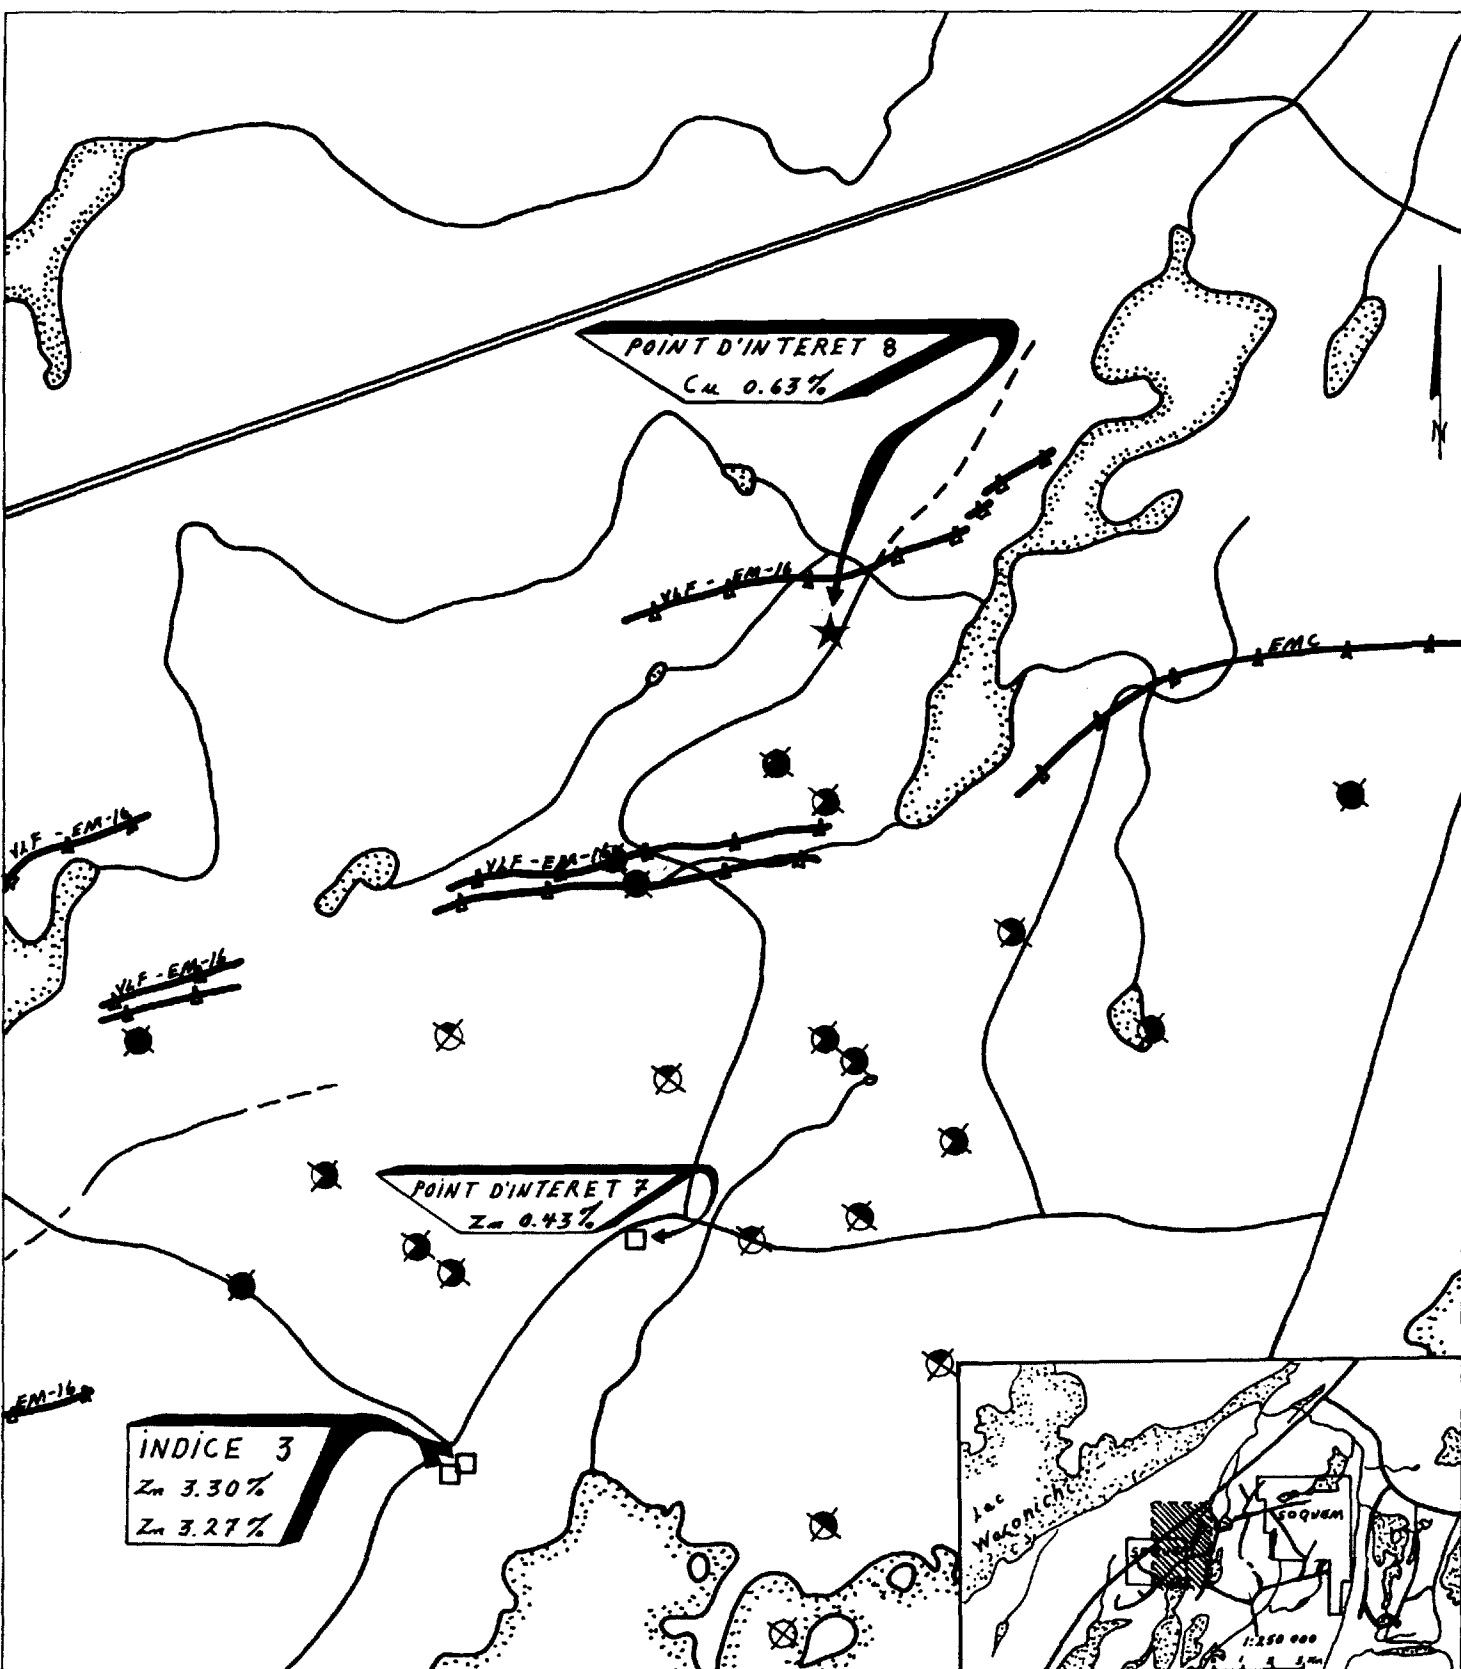 POINT D'INTERET 8
Cu 0.63%
N
VLF - EM-16
EMC
VLF - EM-16
VLF - EM-16
VLF - EM-16
POINT D'INTERET 7
Zn 0.43%
EM-16
INDICE 3
Zn 3.30%
Zn 3.27%
Lac
Waconichi
SOQUEM
1:250 000